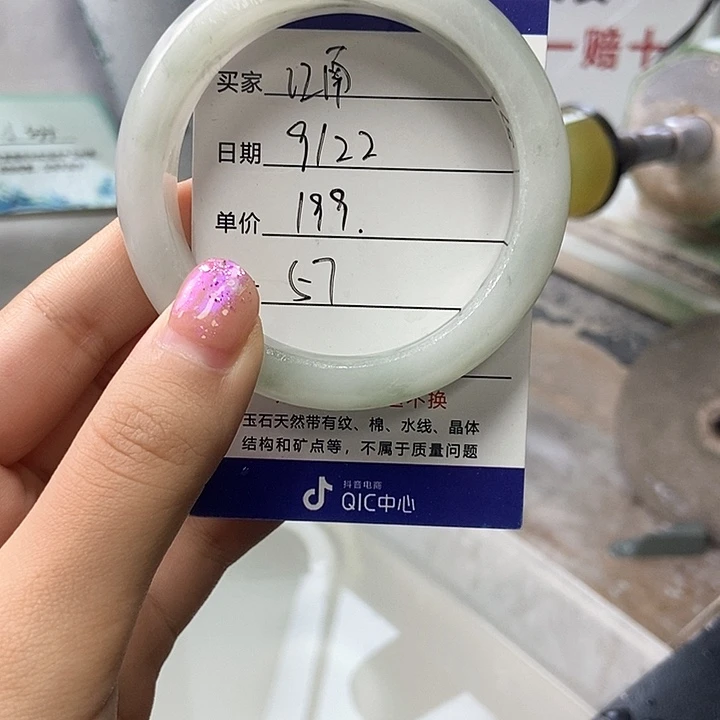 一赔十
买家 江南
日期 9/22
单价 199.
57
不换
玉石天然带有纹、棉、水线、晶体
结构和矿点等，不属于质量问题
抖音电商
QIC中心